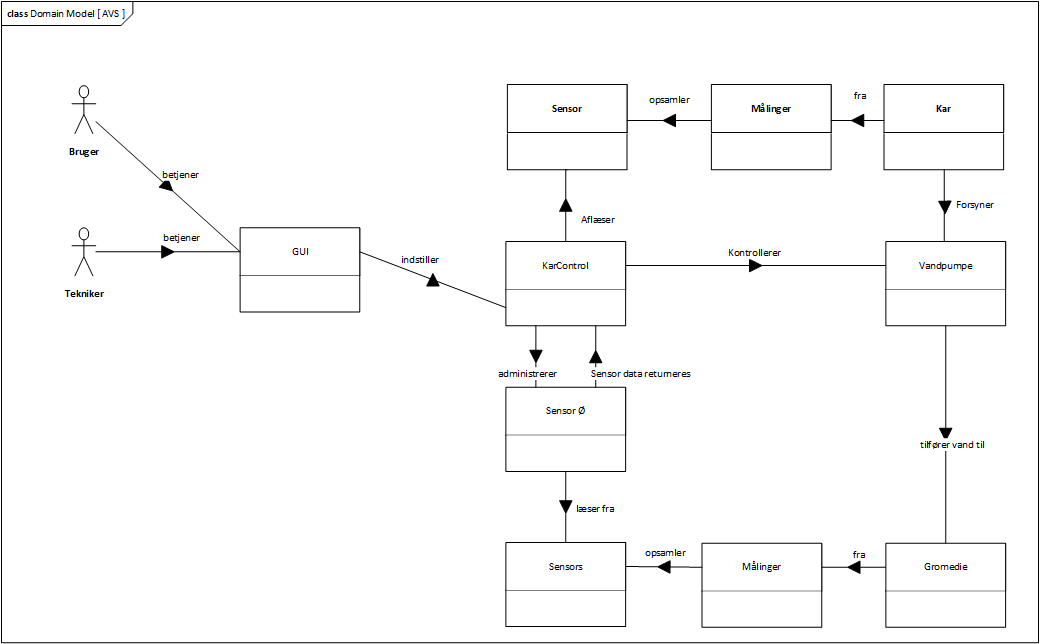 class Domain Model [ AVS ]
Bruger
betjener
Tekniker
betjener
GUI
indstiller
Sensor
opsamler
Målinger
fra
Kar
Aflæser
Forsyner
KarControl
Kontrollerer
Vandpumpe
administrerer
Sensor data returneres
Sensor Ø
tilfører vand til
læser fra
Sensors
opsamler
Målinger
fra
Gromedie